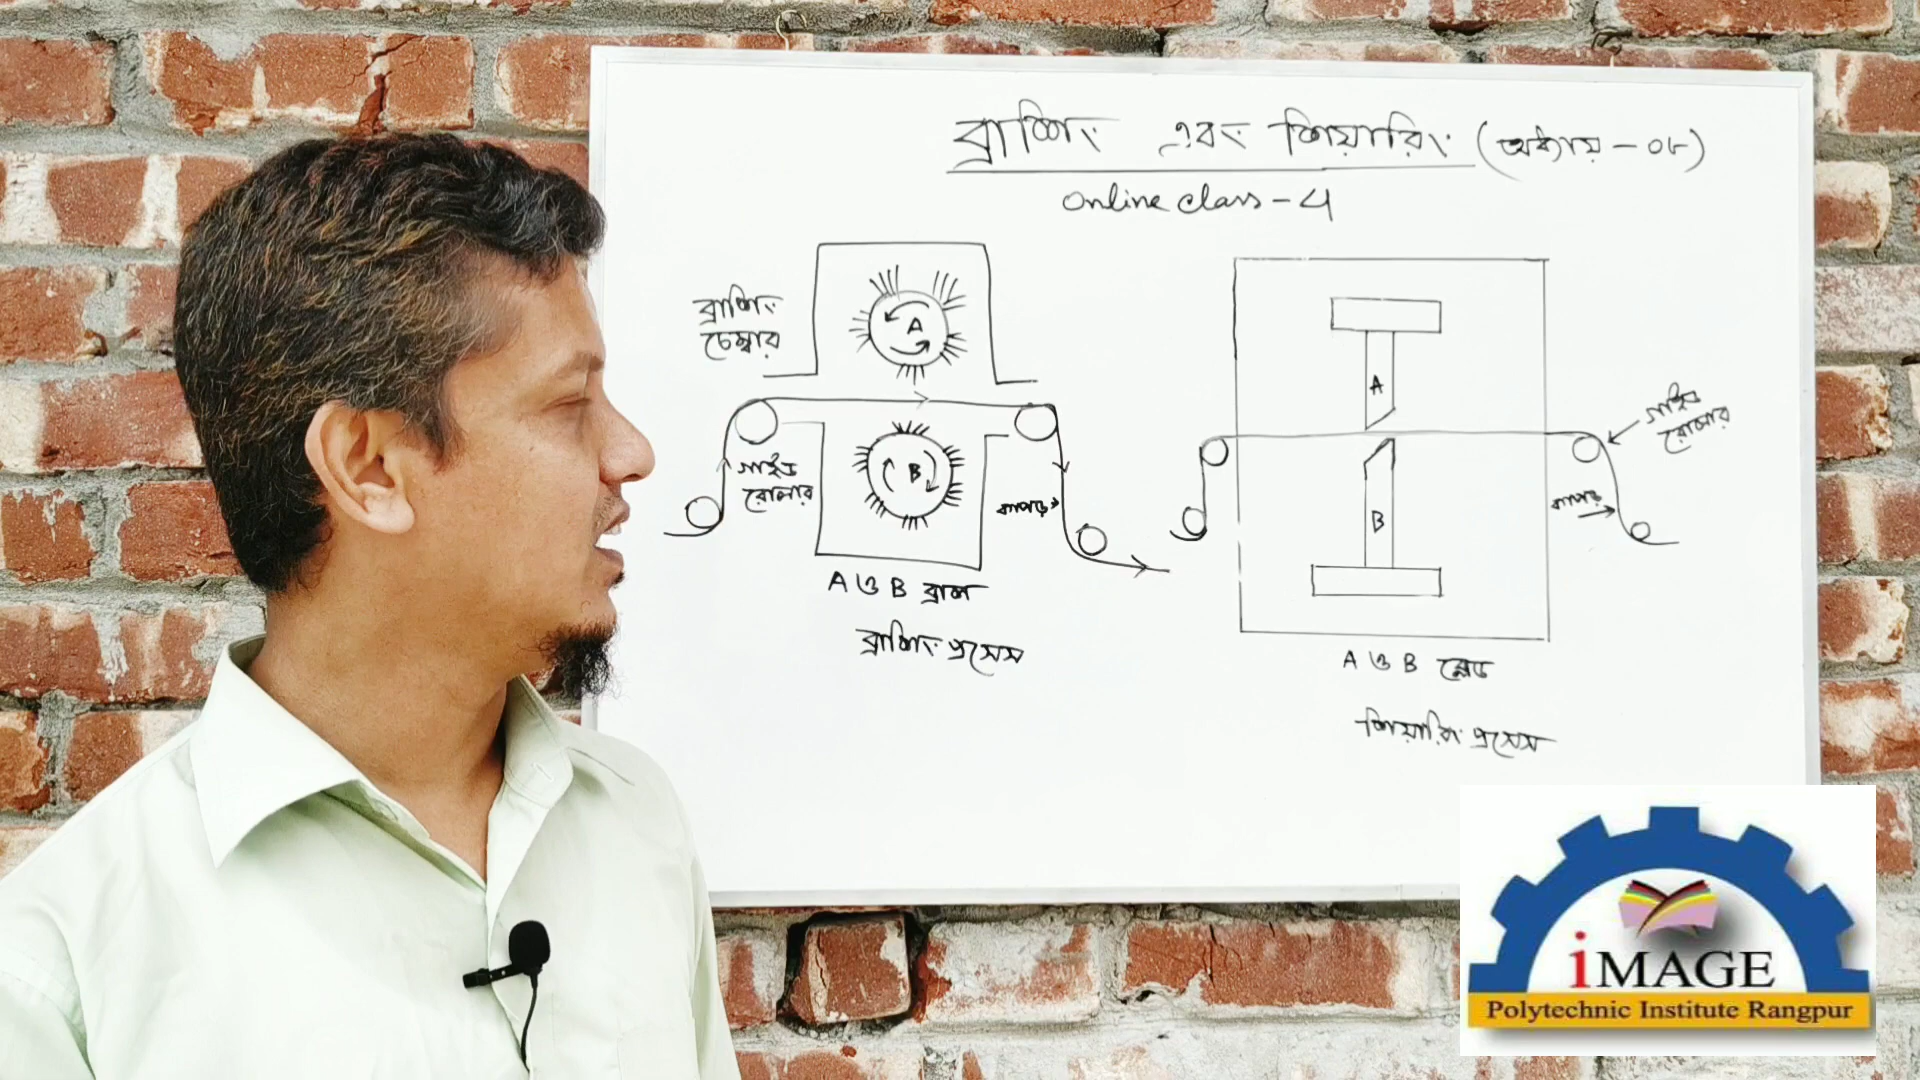 ব্রাশিং এবং শিয়ারিং (অধ্যায় - ০৮)
Online class - 4
ব্রাশিং
চেম্বার
A
গাইড
রোলার
B
কাপড়
A ও B ব্রাশ
ব্রাশিং প্রসেস
A
গাইড
রোলার
কাপড়
B
A ও B ব্লেড
শিয়ারিং প্রসেস
iMAGE
Polytechnic Institute Rangpur